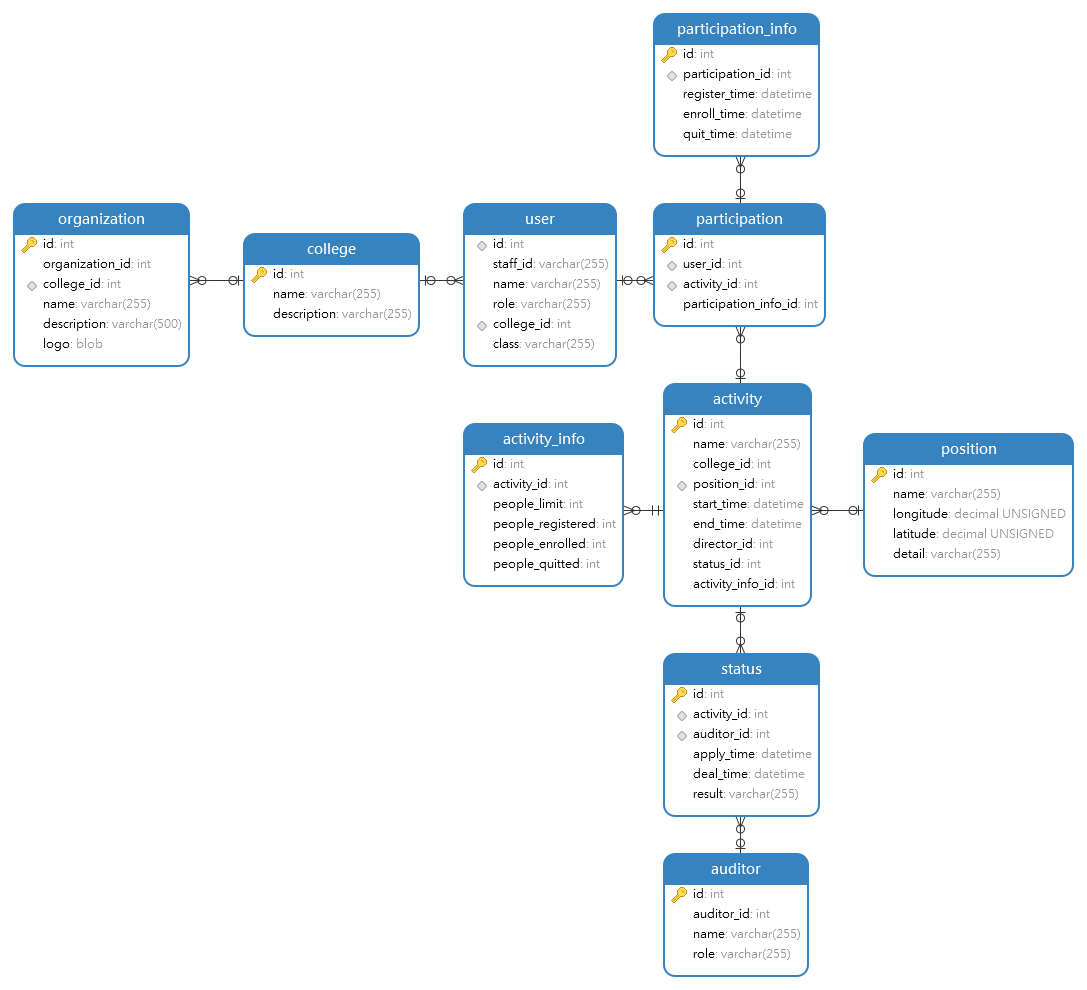 participation_info
id: int
participation_id: int
register_time: datetime
enroll_time: datetime
quit_time: datetime
organization
id: int
organization_id: int
college_id: int
name: varchar(255)
description: varchar(500)
logo: blob
college
id: int
name: varchar(255)
description: varchar(255)
user
id: int
staff_id: varchar(255)
name: varchar(255)
role: varchar(255)
college_id: int
class: varchar(255)
participation
id: int
user_id: int
activity_id: int
participation_info_id: int
activity_info
id: int
activity_id: int
people_limit: int
people_registered: int
people_enrolled: int
people_quitted: int
activity
id: int
name: varchar(255)
college_id: int
position_id: int
start_time: datetime
end_time: datetime
director_id: int
status_id: int
activity_info_id: int
position
id: int
name: varchar(255)
longitude: decimal UNSIGNED
latitude: decimal UNSIGNED
detail: varchar(255)
status
id: int
activity_id: int
auditor_id: int
apply_time: datetime
deal_time: datetime
result: varchar(255)
auditor
id: int
auditor_id: int
name: varchar(255)
role: varchar(255)